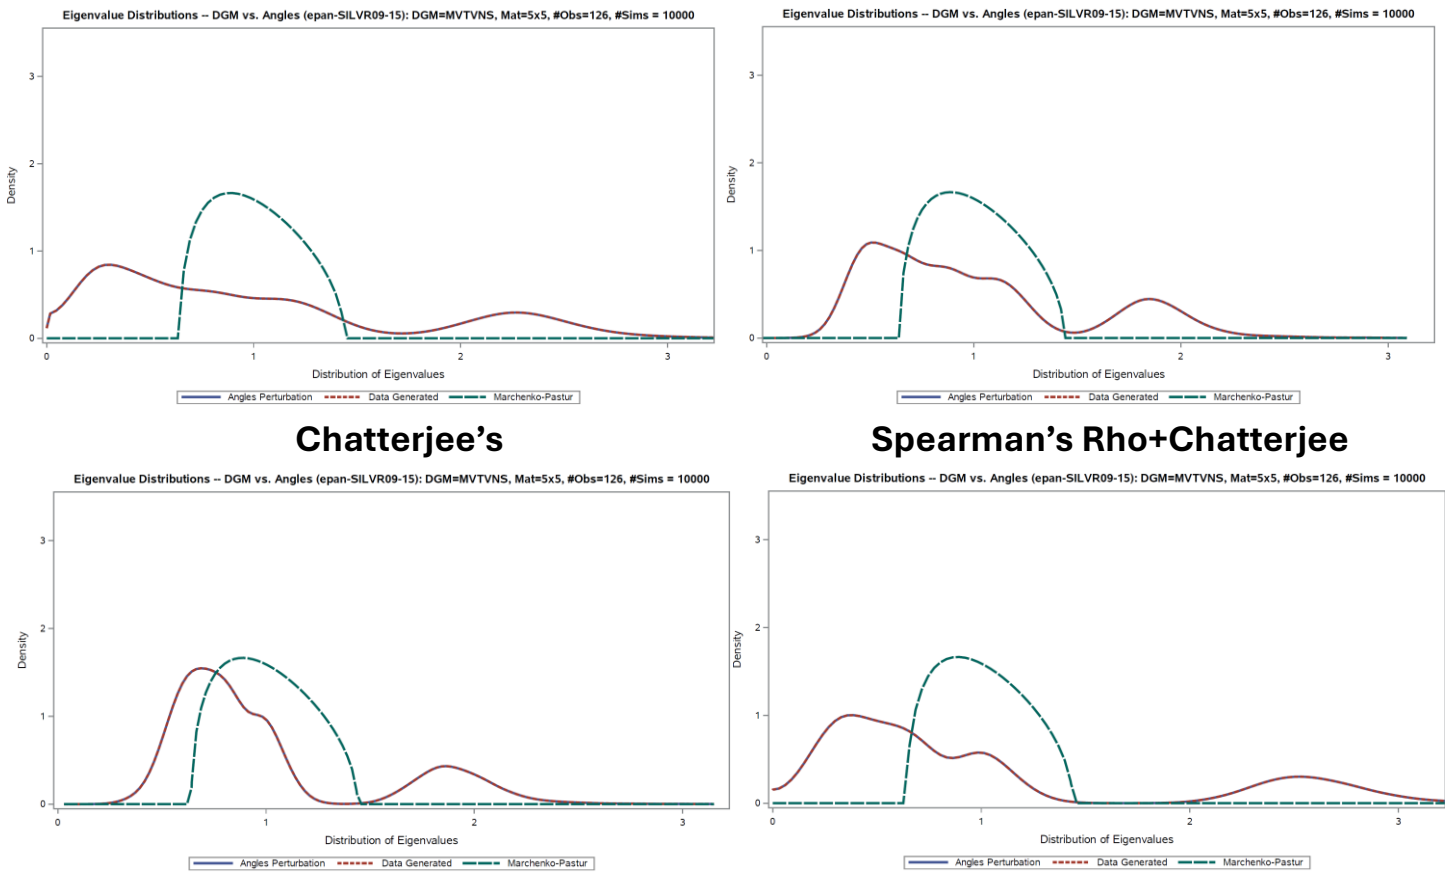 Eigenvalue Distributions -- DGM vs. Angles (epan-SILVR09-15): DGM=MVTVNS, Mat=5x5, #Obs=126, #Sims = 10000
3
2
1
0
Density
0 1 2 3
Distribution of Eigenvalues
Angles Perturbation Data Generated Marchenko-Pastur
Eigenvalue Distributions -- DGM vs. Angles (epan-SILVR09-15): DGM=MVTVNS, Mat=5x5, #Obs=126, #Sims = 10000
3
2
1
0
Density
0 1 2 3
Distribution of Eigenvalues
Angles Perturbation Data Generated Marchenko-Pastur
Chatterjee’s
Spearman’s Rho+Chatterjee
Eigenvalue Distributions -- DGM vs. Angles (epan-SILVR09-15): DGM=MVTVNS, Mat=5x5, #Obs=126, #Sims = 10000
3
2
1
0
Density
0 1 2 3
Distribution of Eigenvalues
Angles Perturbation Data Generated Marchenko-Pastur
Eigenvalue Distributions -- DGM vs. Angles (epan-SILVR09-15): DGM=MVTVNS, Mat=5x5, #Obs=126, #Sims = 10000
3
2
1
0
Density
0 1 2 3
Distribution of Eigenvalues
Angles Perturbation Data Generated Marchenko-Pastur